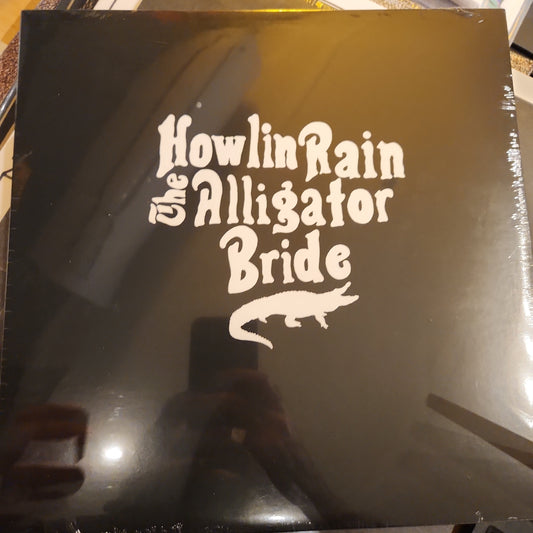 Howlin Rain
The Alligator
Bride